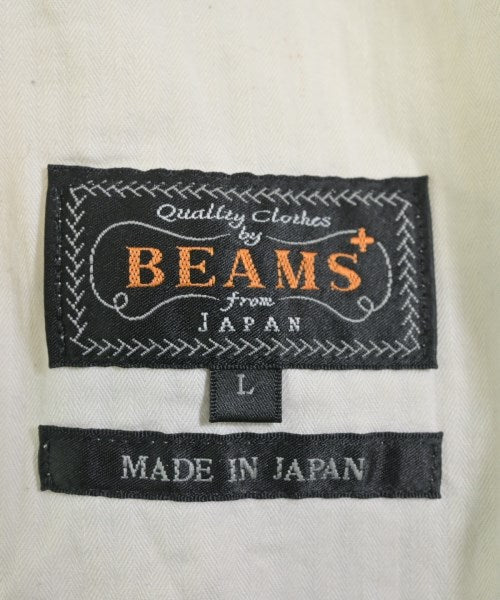 Quality Clothes
by
BEAMS+
from
JAPAN
L
MADE IN JAPAN